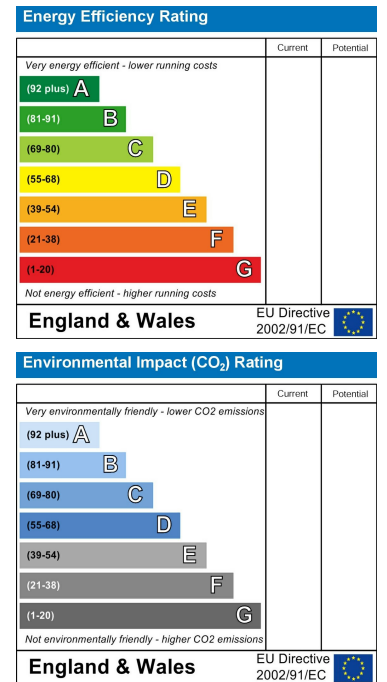 Energy Efficiency Rating
Current Potential
Very energy efficient - lower running costs
(92 plus) A
(81-91) B
(69-80) C
(55-68) D
(39-54) E
(21-38) F
(1-20) G
Not energy efficient - higher running costs
England & Wales
EU Directive
2002/91/EC
Environmental Impact (CO₂) Rating
Current Potential
Very environmentally friendly - lower CO2 emissions
(92 plus) A
(81-91) B
(69-80) C
(55-68) D
(39-54) E
(21-38) F
(1-20) G
Not environmentally friendly - higher CO2 emissions
England & Wales
EU Directive
2002/91/EC